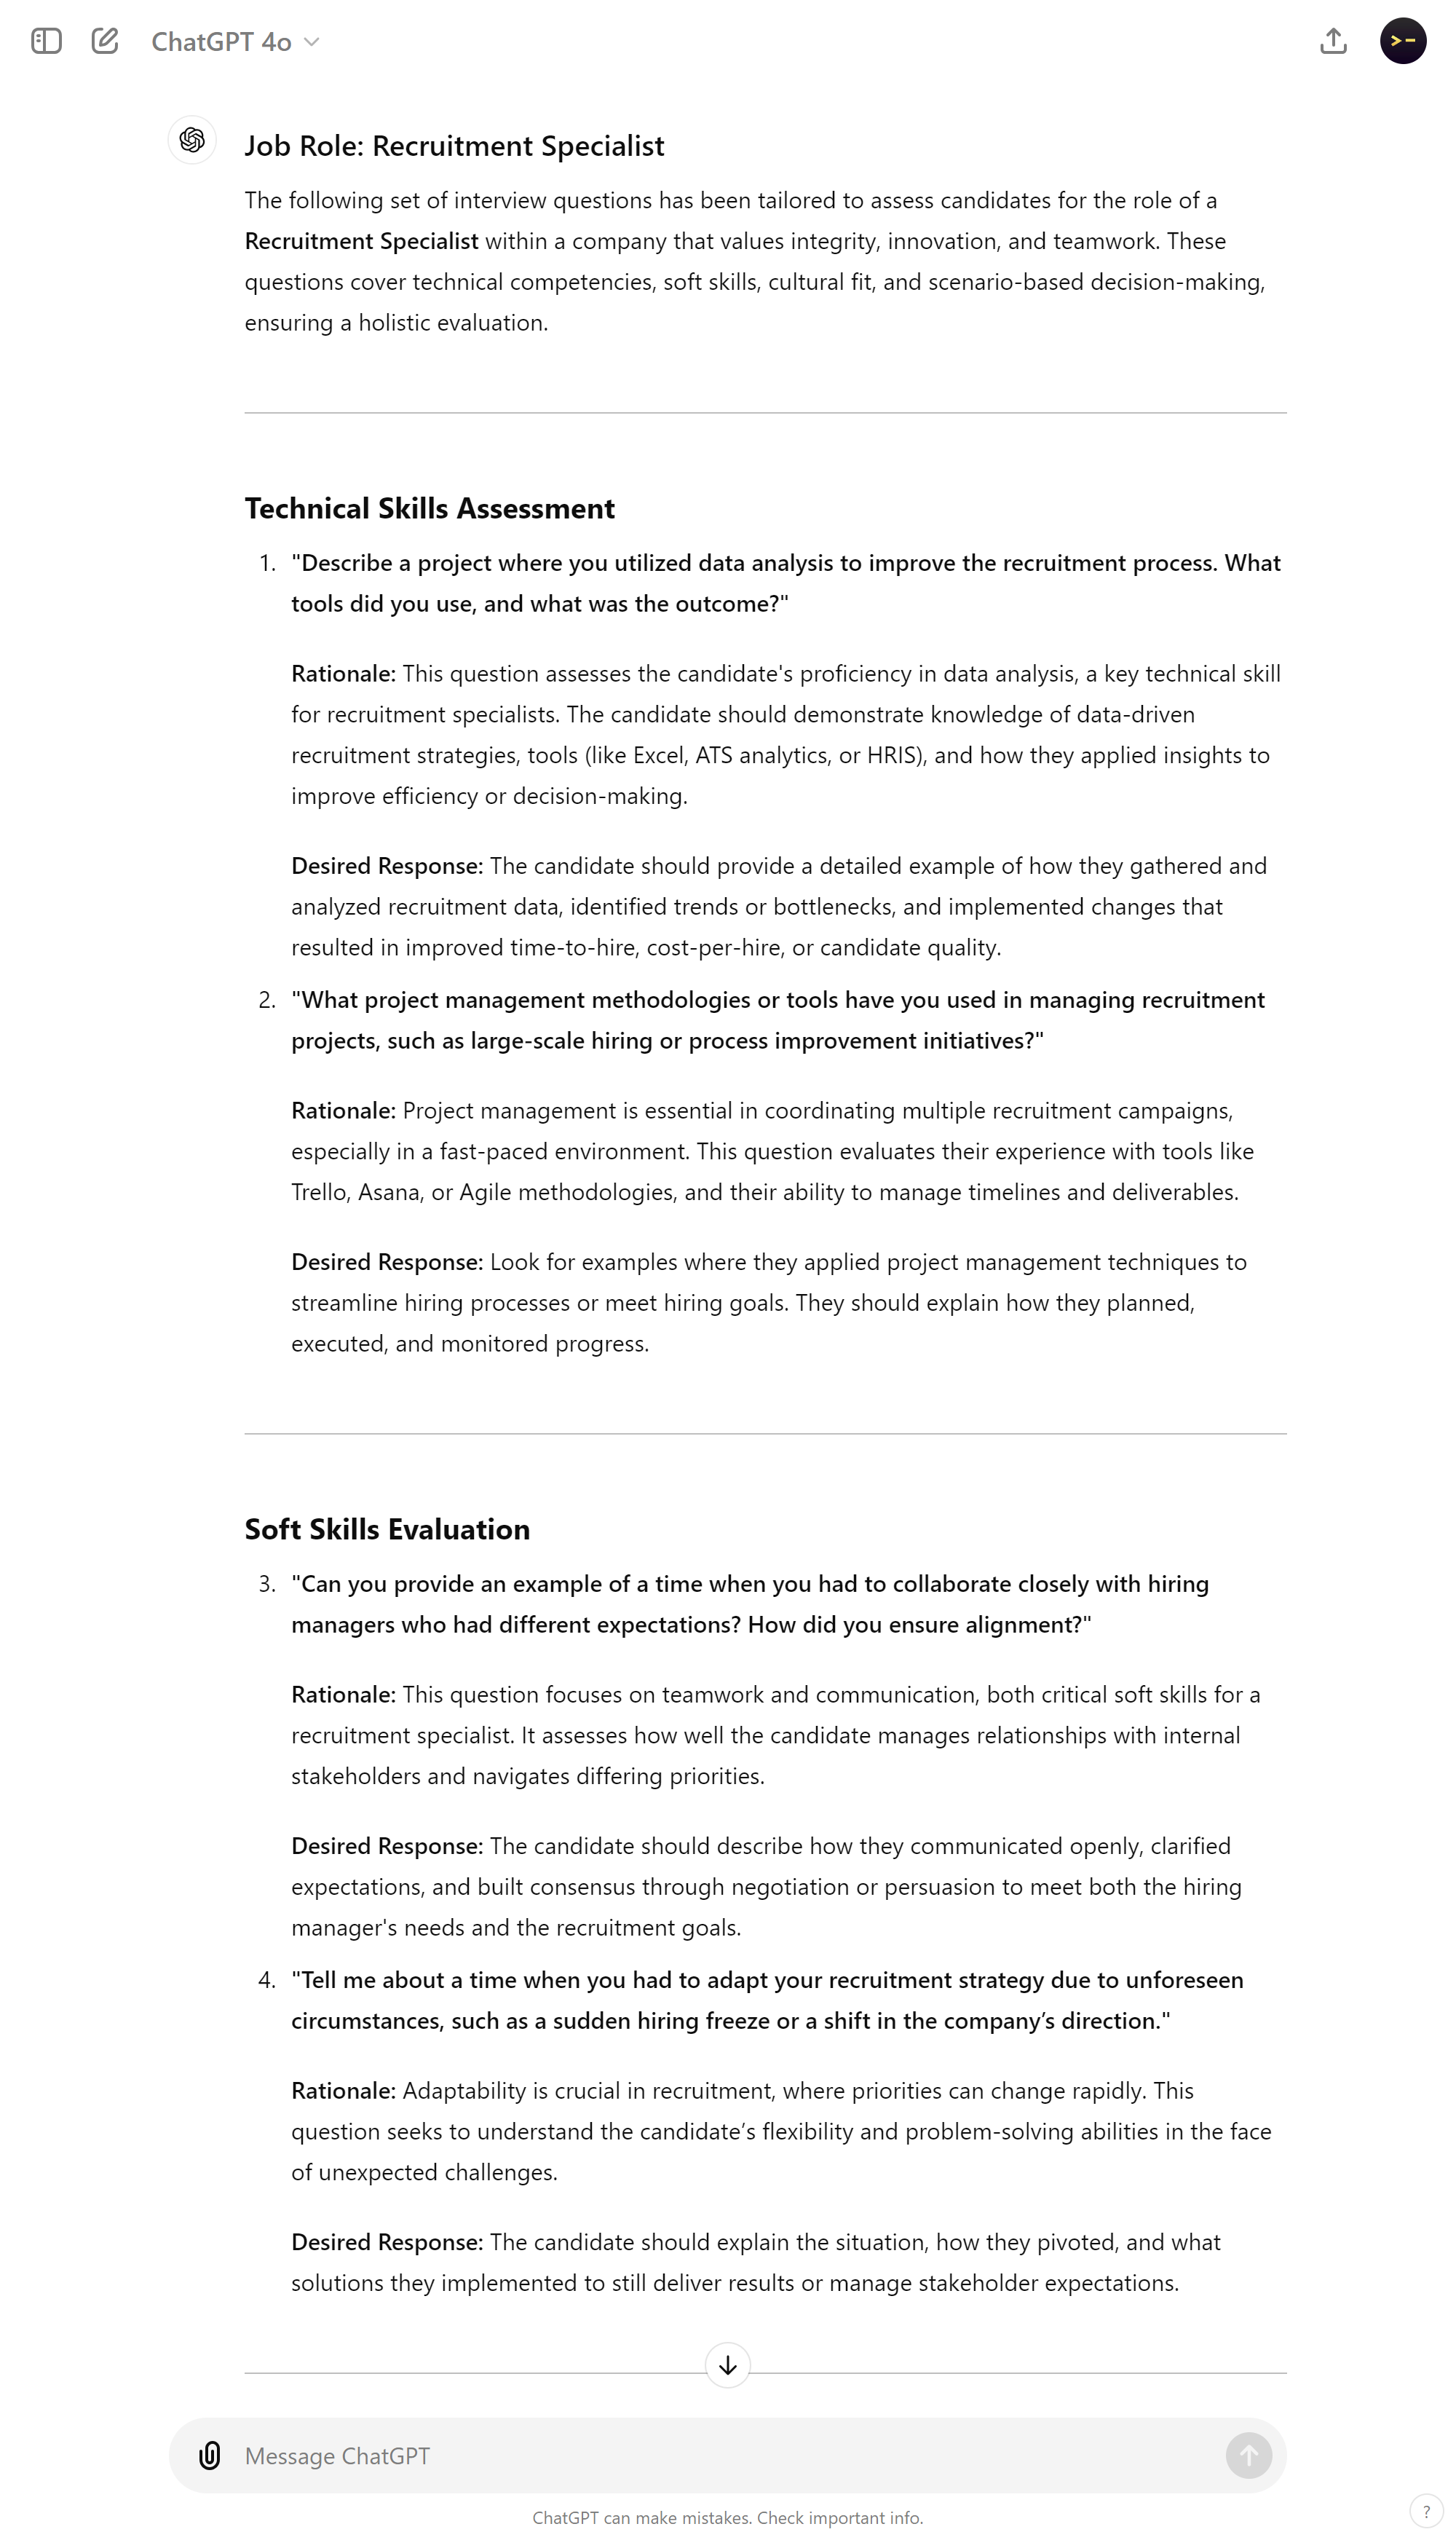 ChatGPT 4o
Job Role: Recruitment Specialist
The following set of interview questions has been tailored to assess candidates for the role of a
Recruitment Specialist within a company that values integrity, innovation, and teamwork. These
questions cover technical competencies, soft skills, cultural fit, and scenario-based decision-making,
ensuring a holistic evaluation.
Technical Skills Assessment
1. "Describe a project where you utilized data analysis to improve the recruitment process. What
tools did you use, and what was the outcome?"
Rationale: This question assesses the candidate's proficiency in data analysis, a key technical skill
for recruitment specialists. The candidate should demonstrate knowledge of data-driven
recruitment strategies, tools (like Excel, ATS analytics, or HRIS), and how they applied insights to
improve efficiency or decision-making.
Desired Response: The candidate should provide a detailed example of how they gathered and
analyzed recruitment data, identified trends or bottlenecks, and implemented changes that
resulted in improved time-to-hire, cost-per-hire, or candidate quality.
2. "What project management methodologies or tools have you used in managing recruitment
projects, such as large-scale hiring or process improvement initiatives?"
Rationale: Project management is essential in coordinating multiple recruitment campaigns,
especially in a fast-paced environment. This question evaluates their experience with tools like
Trello, Asana, or Agile methodologies, and their ability to manage timelines and deliverables.
Desired Response: Look for examples where they applied project management techniques to
streamline hiring processes or meet hiring goals. They should explain how they planned,
executed, and monitored progress.
Soft Skills Evaluation
3. "Can you provide an example of a time when you had to collaborate closely with hiring
managers who had different expectations? How did you ensure alignment?"
Rationale: This question focuses on teamwork and communication, both critical soft skills for a
recruitment specialist. It assesses how well the candidate manages relationships with internal
stakeholders and navigates differing priorities.
Desired Response: The candidate should describe how they communicated openly, clarified
expectations, and built consensus through negotiation or persuasion to meet both the hiring
manager's needs and the recruitment goals.
4. "Tell me about a time when you had to adapt your recruitment strategy due to unforeseen
circumstances, such as a sudden hiring freeze or a shift in the company’s direction."
Rationale: Adaptability is crucial in recruitment, where priorities can change rapidly. This
question seeks to understand the candidate’s flexibility and problem-solving abilities in the face
of unexpected challenges.
Desired Response: The candidate should explain the situation, how they pivoted, and what
solutions they implemented to still deliver results or manage stakeholder expectations.
Message ChatGPT
ChatGPT can make mistakes. Check important info.
?